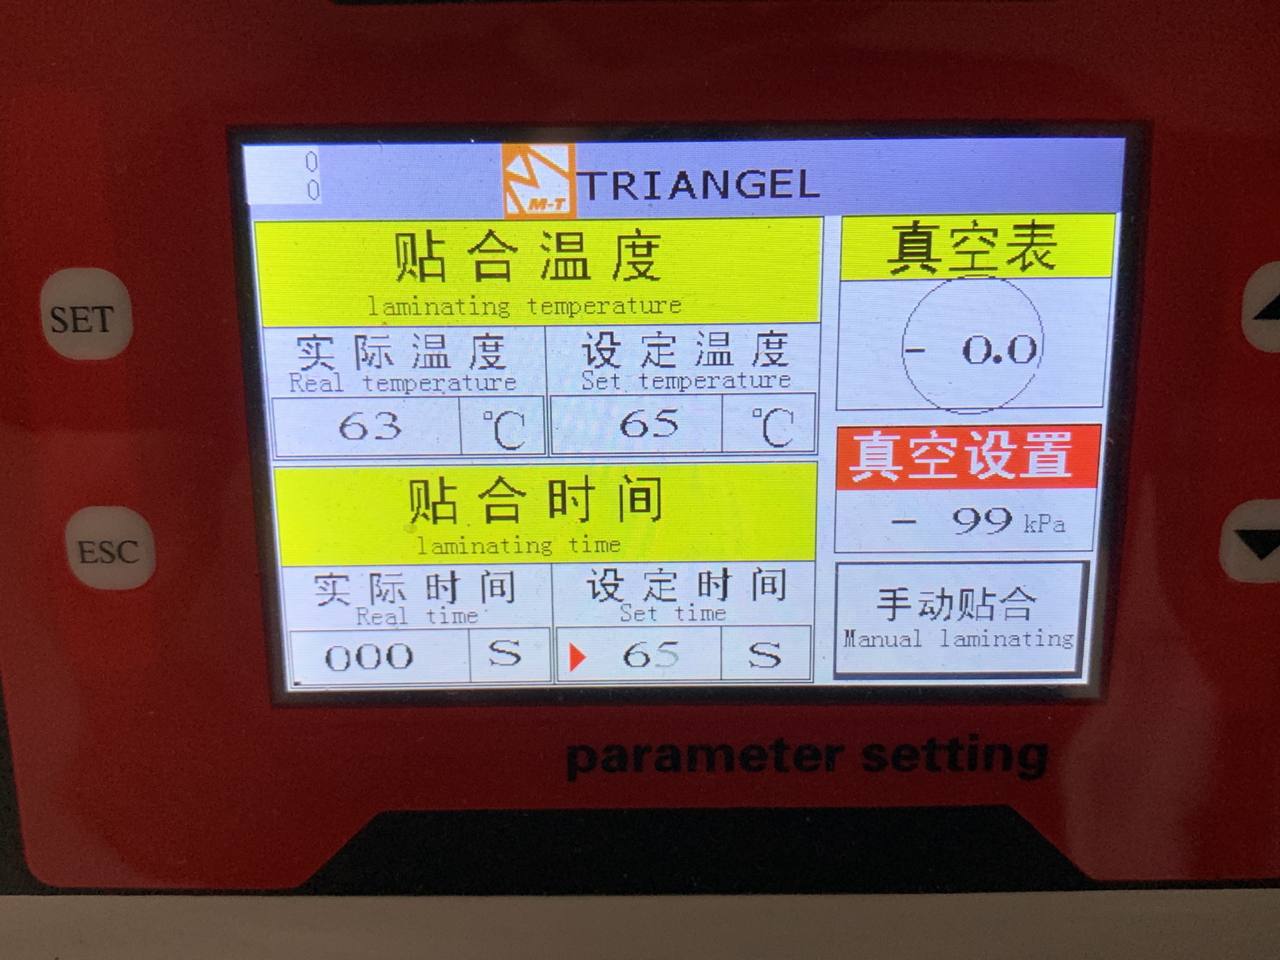 0
0
M-T TRIANGEL
贴合温度
laminating temperature
实际温度
Real temperature
设定温度
Set temperature
63 ℃
65 ℃
贴合时间
laminating time
实际时间
Real time
设定时间
Set time
000 S
65 S
真空表
- 0.0
真空设置
- 99 kPa
手动贴合
Manual laminating
SET
ESC
parameter setting